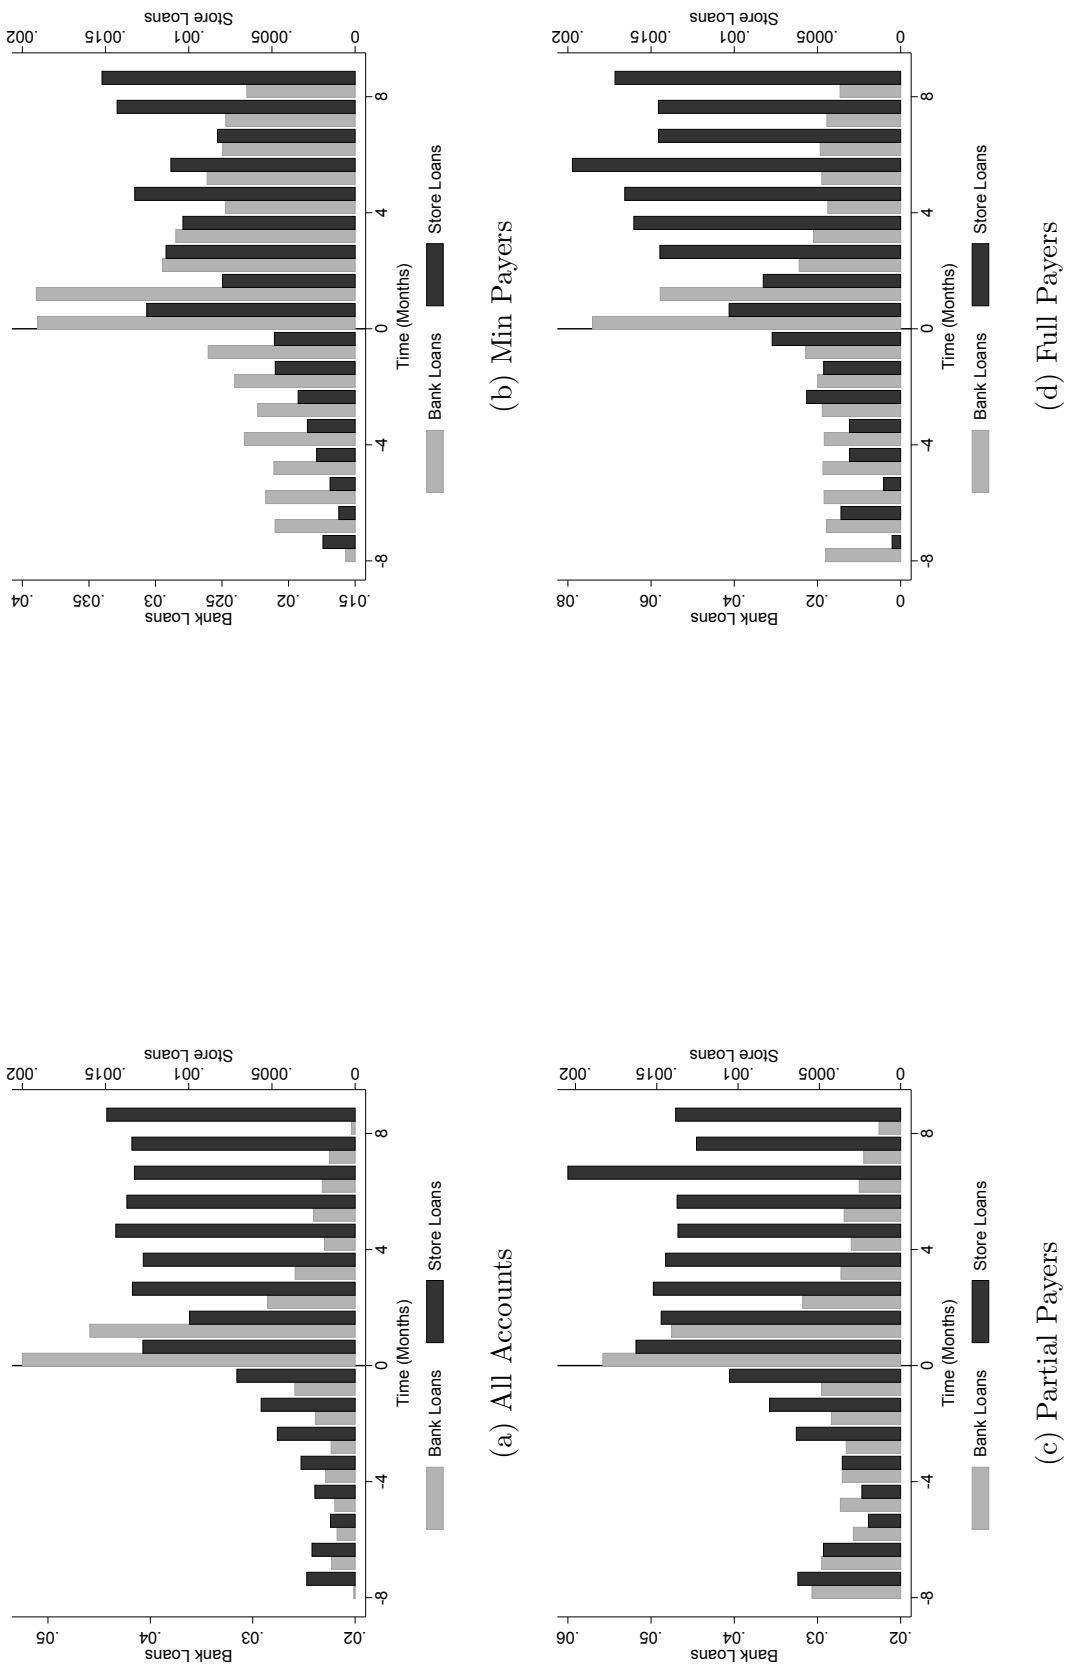 .05
.04
.03
.02
Bank Loans
.002
.0015
.001
.0005
0
Store Loans
-8 -4 0 4 8
Time (Months)
Bank Loans Store Loans
(a) All Accounts
.04
.035
.03
.025
.02
.015
Bank Loans
.002
.0015
.001
.0005
0
Store Loans
-8 -4 0 4 8
Time (Months)
Bank Loans Store Loans
(b) Min Payers
.06
.05
.04
.03
.02
Bank Loans
.002
.0015
.001
.0005
0
Store Loans
-8 -4 0 4 8
Time (Months)
Bank Loans Store Loans
(c) Partial Payers
.08
.06
.04
.02
0
Bank Loans
.002
.0015
.001
.0005
0
Store Loans
-8 -4 0 4 8
Time (Months)
Bank Loans Store Loans
(d) Full Payers